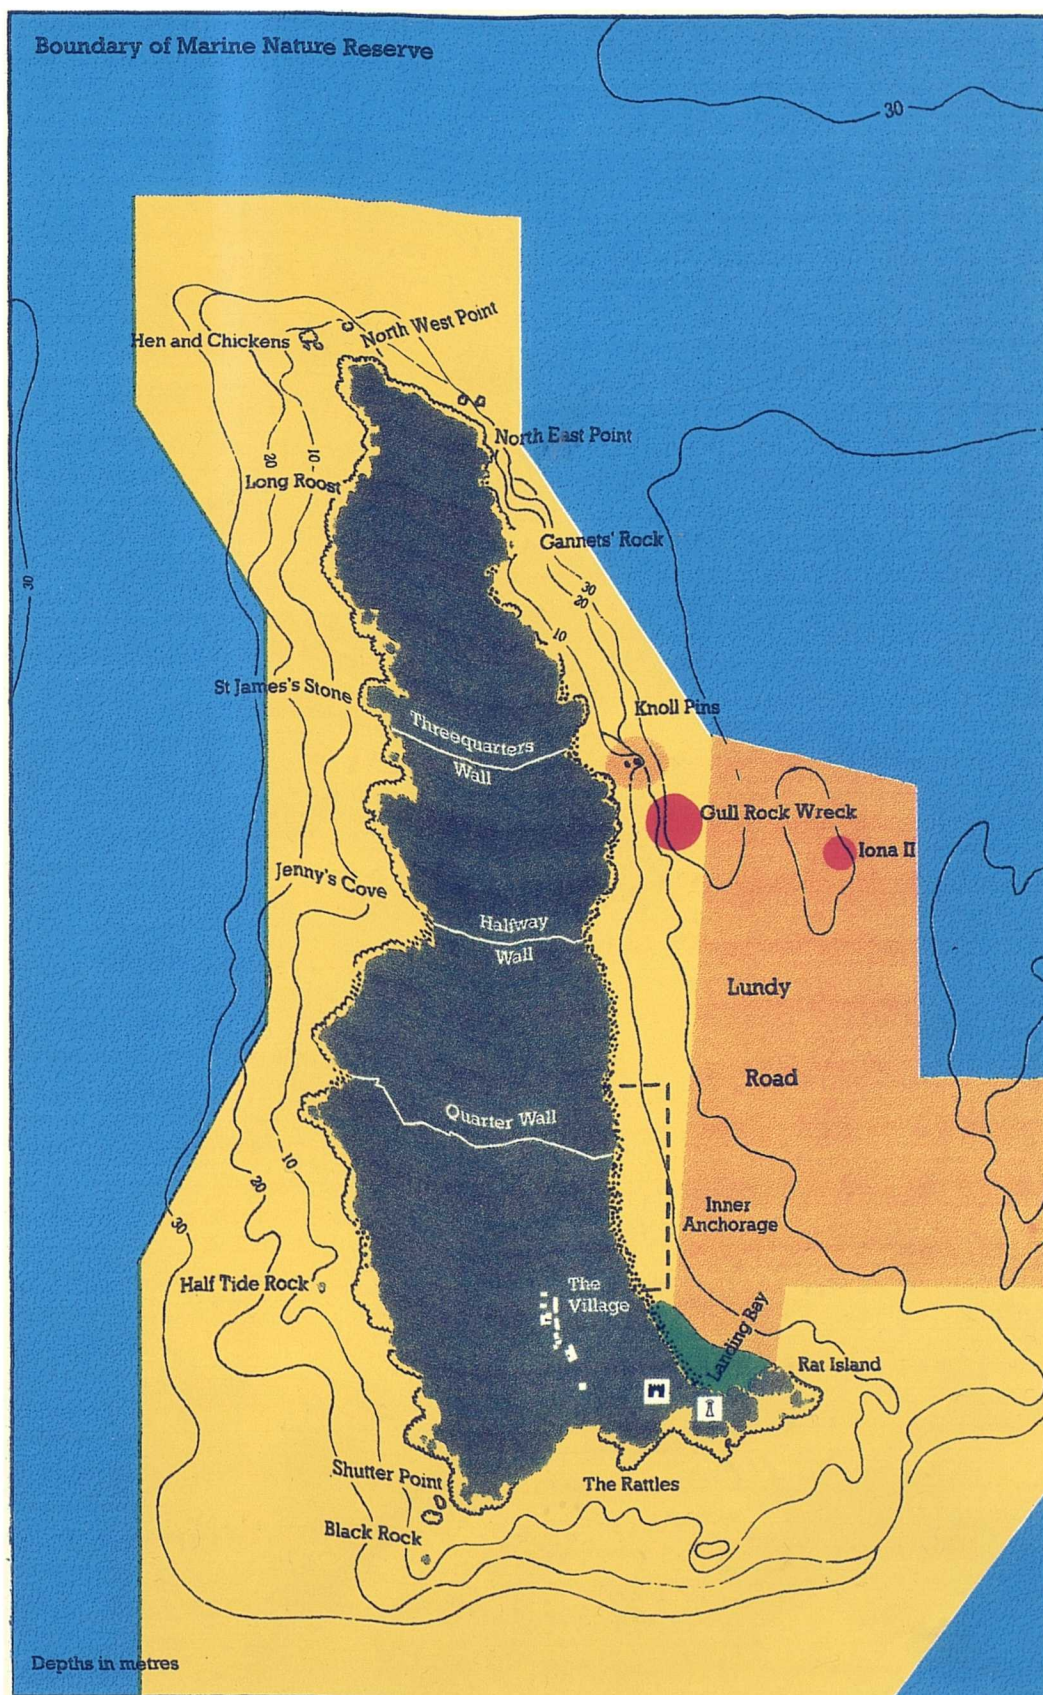 Boundary of Marine Nature Reserve
30
North West Point
Hen and Chickens
North East Point
20
10
Long Roost
Gannets' Rock
30
30
20
10
St James's Stone
Knoll Pins
Threequarters
Wall
Gull Rock Wreck
Iona II
Jenny's Cove
Halfway
Wall
Lundy
Road
Quarter Wall
10
20
30
Inner
Anchorage
Half Tide Rock
The
Village
Landing Bay
Rat Island
Shutter Point
The Rattles
Black Rock
Depths in metres